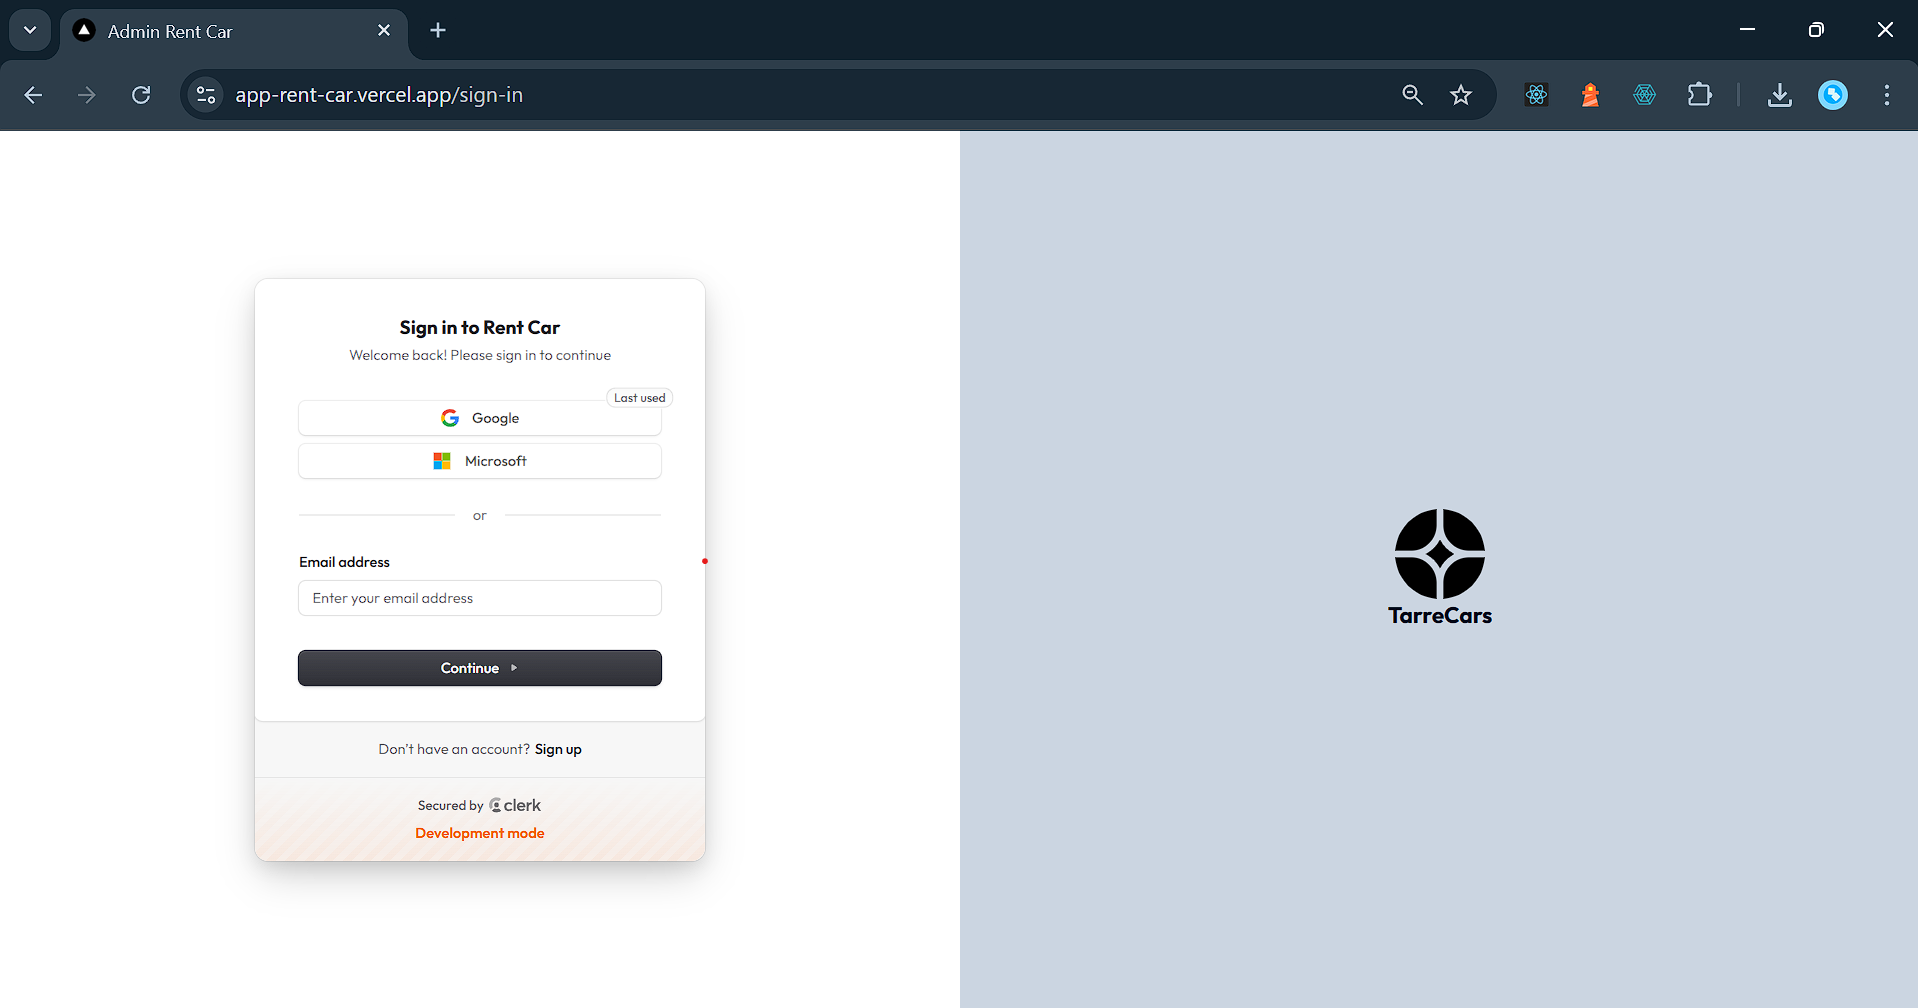 Admin Rent Car
app-rent-car.vercel.app/sign-in
Sign in to Rent Car
Welcome back! Please sign in to continue
Last used
Google
Microsoft
or
Email address
Enter your email address
Continue
Don't have an account? Sign up
Secured by clerk
Development mode
TarreCars